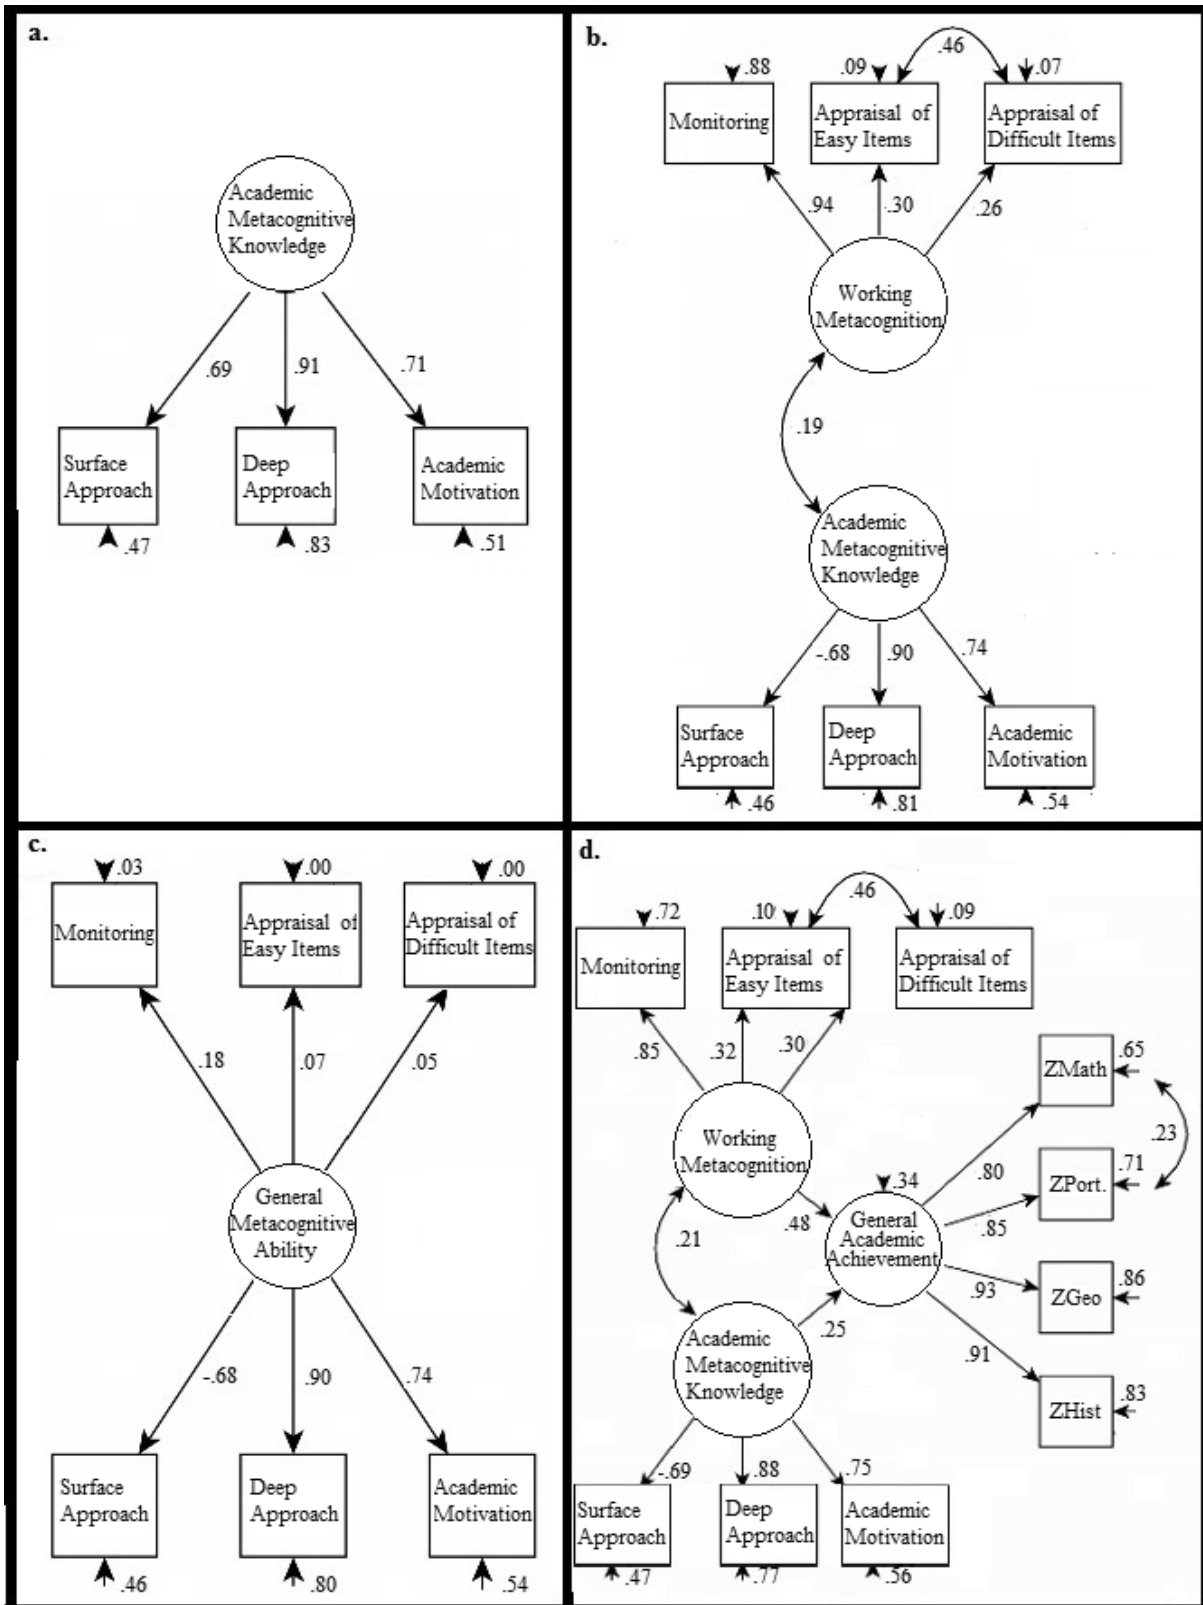 a.
Academic
Metacognitive
Knowledge
.69
.91
.71
Surface
Approach
Deep
Approach
Academic
Motivation
.47
.83
.51
b.
.46
.88
.09
.07
Monitoring
Appraisal of
Easy Items
Appraisal of
Difficult Items
.94
.30
.26
Working
Metacognition
.19
Academic
Metacognitive
Knowledge
-.68
.90
.74
Surface
Approach
Deep
Approach
Academic
Motivation
.46
.81
.54
c.
.03
.00
.00
Monitoring
Appraisal of
Easy Items
Appraisal of
Difficult Items
.18
.07
.05
General
Metacognitive
Ability
-.68
.90
.74
Surface
Approach
Deep
Approach
Academic
Motivation
.46
.80
.54
d.
.46
.72
.10
.09
Monitoring
Appraisal of
Easy Items
Appraisal of
Difficult Items
.85
.32
.30
Working
Metacognition
.21
.48
.34
General
Academic
Achievement
.25
Academic
Metacognitive
Knowledge
-.69
.88
.75
Surface
Approach
Deep
Approach
Academic
Motivation
.47
.77
.56
.80
.85
.93
.91
ZMath
.65
.23
ZPort.
.71
ZGeo
.86
ZHist
.83